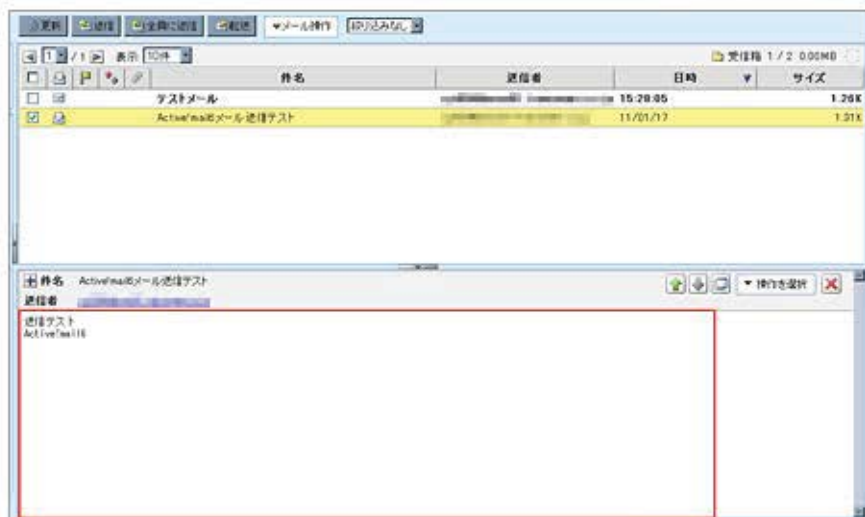 更新 返信 全員に返信 転送 ▼メール操作 絞り込みなし
1 / 1 表示 10件 受信箱 1 / 2 0.00MB
件名 送信者 日時 ▼ サイズ
テストメール 15:28:05 1.26K
Active!mail6メール送信テスト 11/01/17 1.31K
件名 Active!mail6メール送信テスト ▼ 操作を選択
送信者
送信テスト
Active!mail6